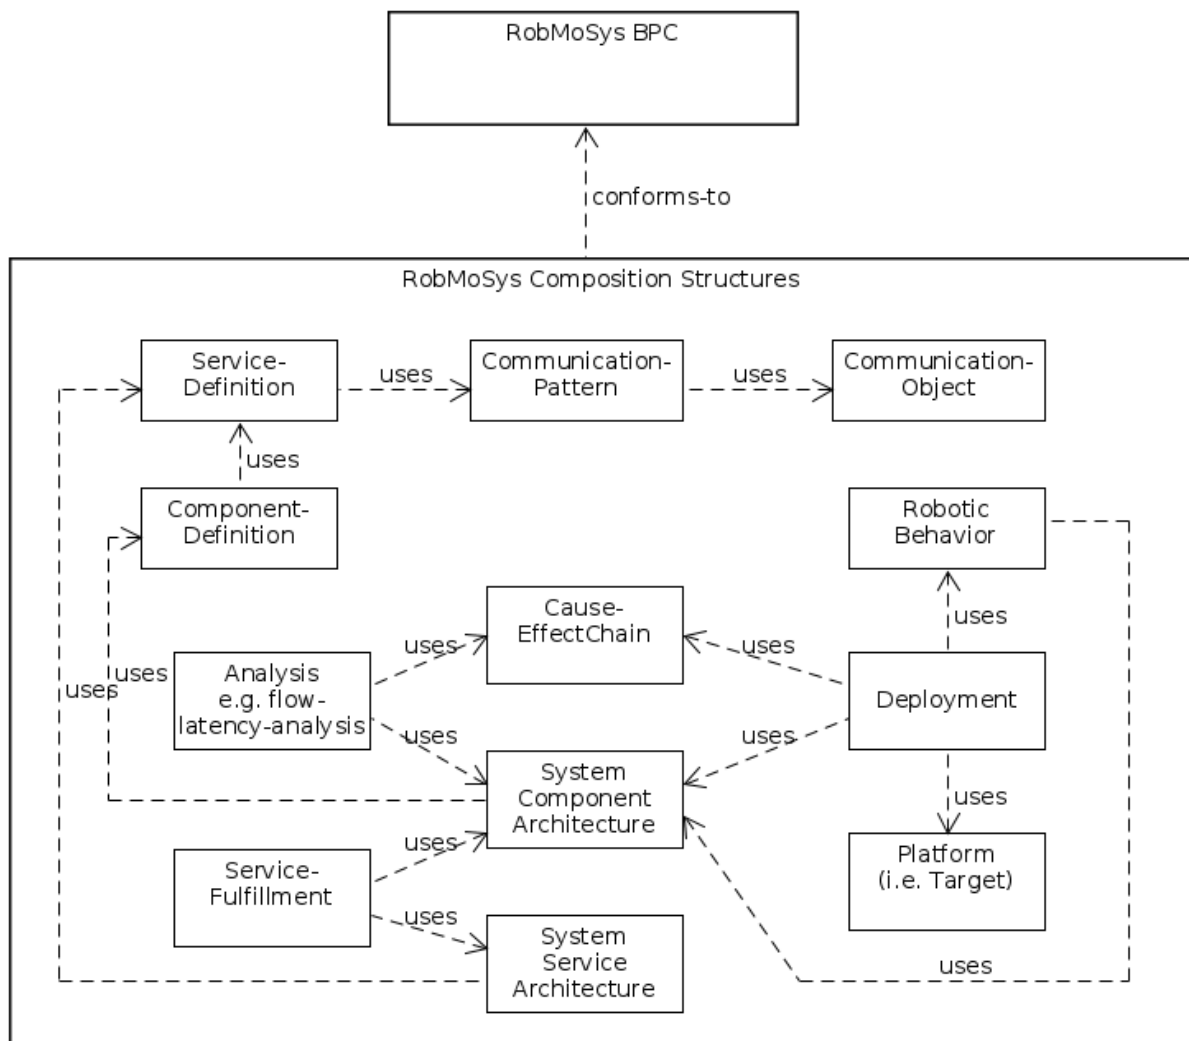 RobMoSys BPC
conforms-to
RobMoSys Composition Structures
Service-
Definition
uses
Communication-
Pattern
uses
Communication-
Object
uses
Component-
Definition
Robotic
Behavior
Cause-
EffectChain
uses
uses
uses
Analysis
e.g. flow-
latency-analysis
uses
uses
Deployment
uses
uses
System
Component
Architecture
uses
Platform
(i.e. Target)
uses
Service-
Fulfillment
uses
System
Service
Architecture
uses